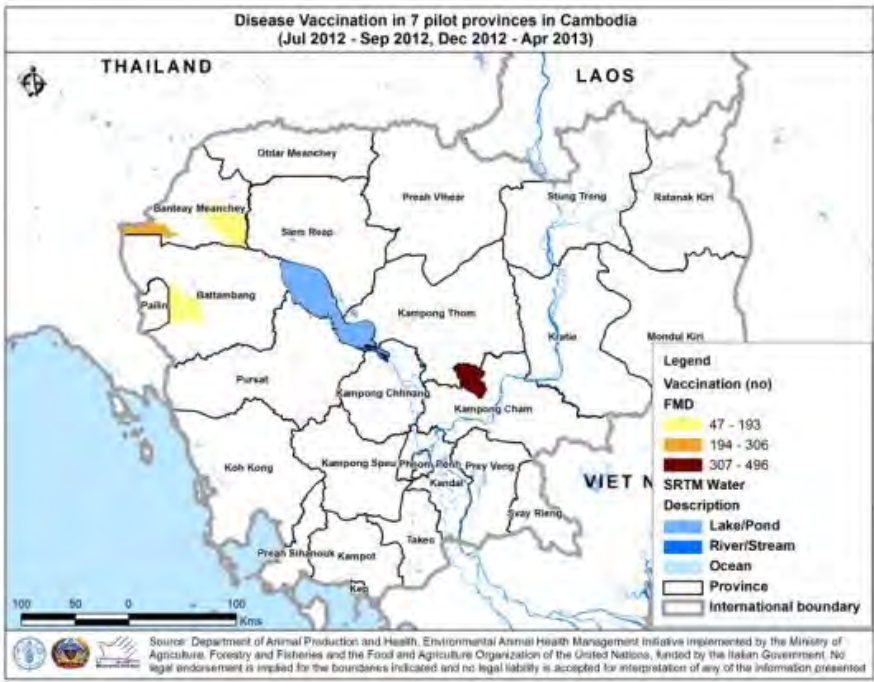 Disease Vaccination in 7 pilot provinces in Cambodia
(Jul 2012 - Sep 2012, Dec 2012 - Apr 2013)
THAILAND
LAOS
Otdar Meanchey
Preah Vihear
Stung Treng
Ratanak Kiri
Banteay Meanchey
Siem Reap
Battambang
Pailin
Kampong Thom
Kratie
Mondul Kiri
Pursat
Kampong Chhnang
Kampong Cham
Koh Kong
Kampong Speu
Phnom Penh
Prey Veng
Kandal
VIET N
Svay Rieng
Takeo
Preah Sihanouk
Kampot
Kep
Legend
Vaccination (no)
FMD
47 - 193
194 - 306
307 - 496
SRTM Water
Description
Lake/Pond
River/Stream
Ocean
Province
International boundary
100 50 0 100
Kms
Source: Department of Animal Production and Health, Environmental Animal Health Management Initiative implemented by the Ministry of
Agriculture, Forestry and Fisheries and the Food and Agriculture Organization of the United Nations, funded by the Italian Government. No
legal endorsement is implied for the boundaries indicated and no legal liability is accepted for interpretation of any of the information presented